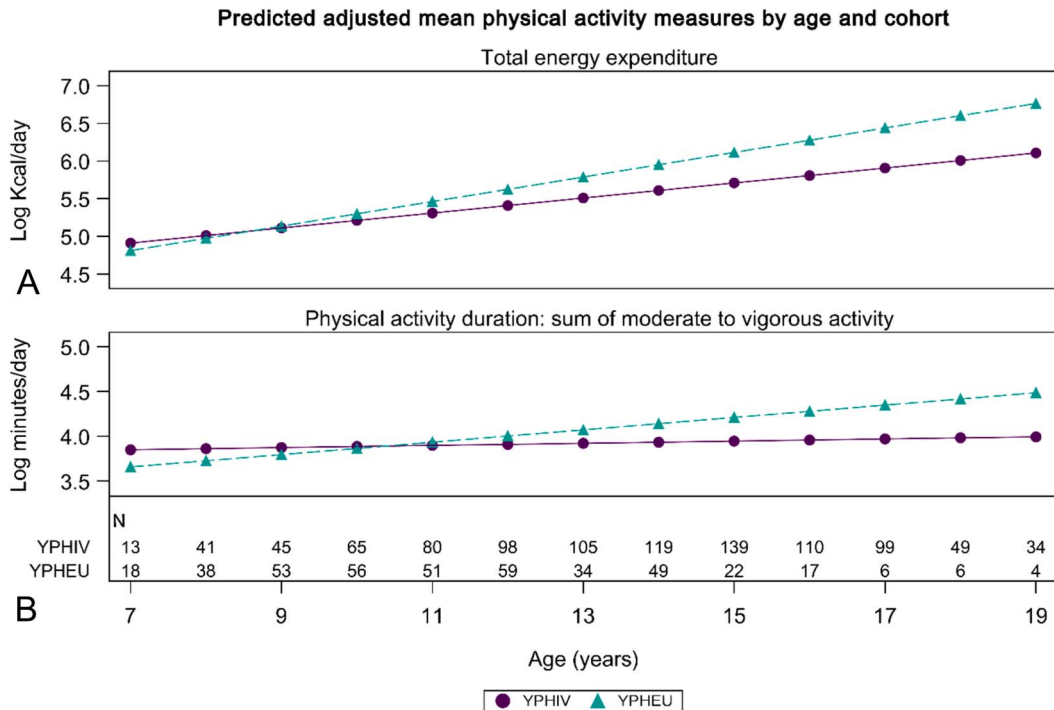 Predicted adjusted mean physical activity measures by age and cohort
Total energy expenditure
7.0
6.5
6.0
5.5
5.0
4.5
Log Kcal/day
A
Physical activity duration: sum of moderate to vigorous activity
5.0
4.5
4.0
3.5
Log minutes/day
N
YPHIV 13 41 45 65 80 98 105 119 139 110 99 49 34
YPHEU 18 38 53 56 51 59 34 49 22 17 6 6 4
B
7 9 11 13 15 17 19
Age (years)
YPHIV YPHEU